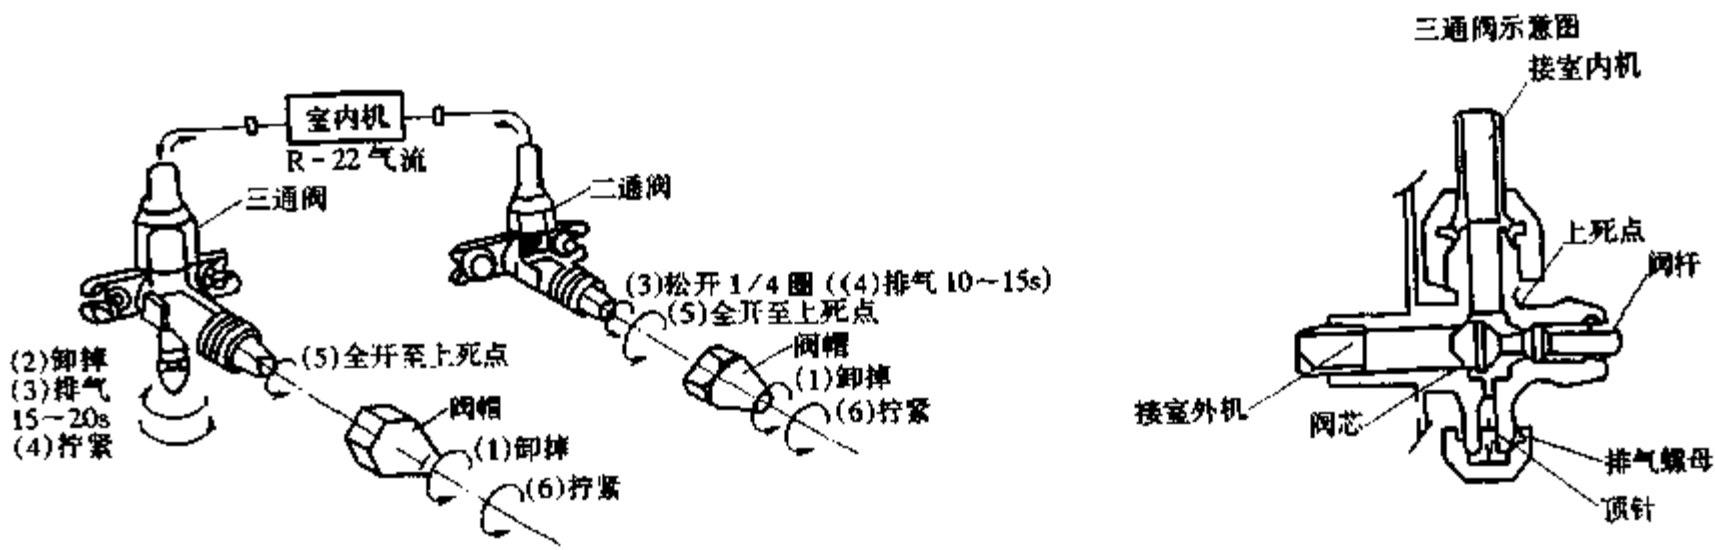 三通阀示意图
接室内机
室内机
R-22气流
三通阀
二通阀
上死点
阀杆
(3)松开1/4圈((4)排气10~15s)
(5)全开至上死点
阀帽
(1)卸掉
(6)拧紧
(2)卸掉
(3)排气
15~20s
(4)拧紧
(5)全开至上死点
阀帽
(1)卸掉
(6)拧紧
接室外机
阀芯
排气螺母
顶针